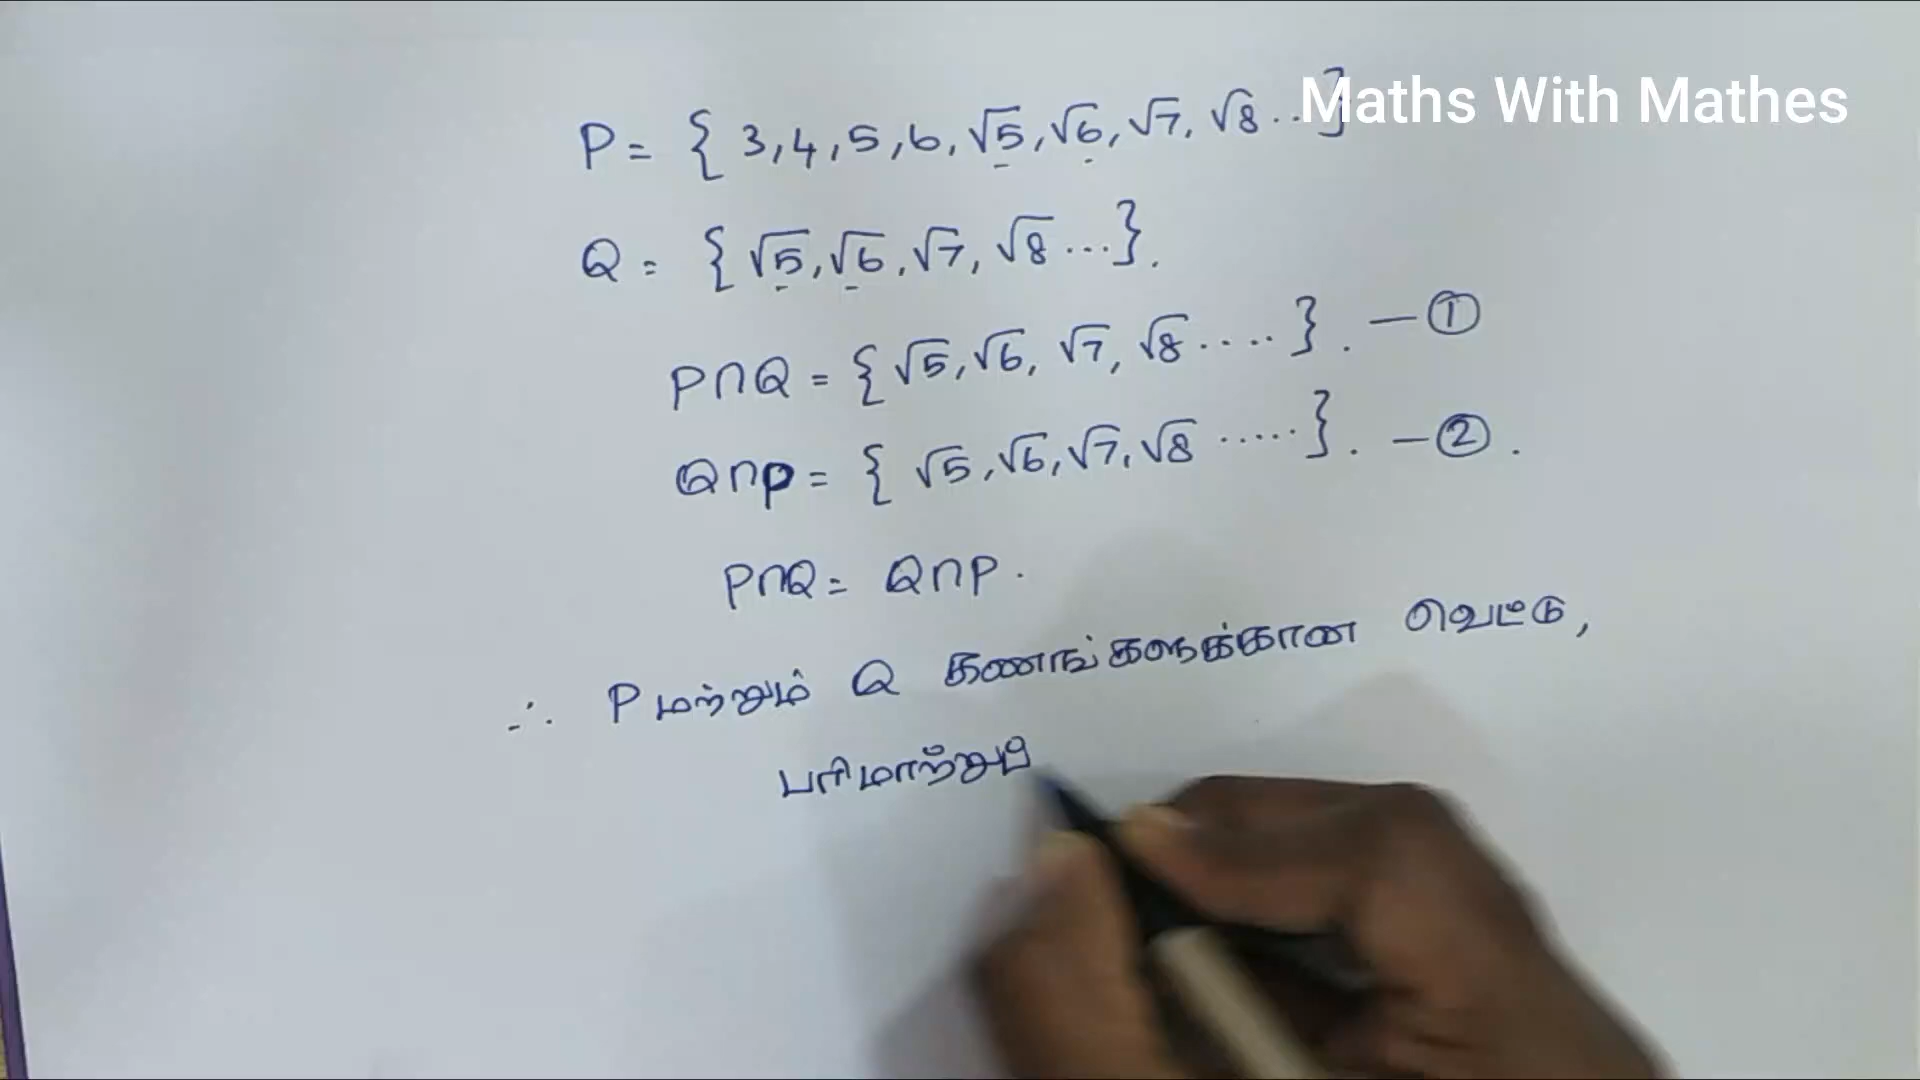 Maths With Mathes
P = { 3, 4, 5, 6, √5, √6, √7, √8 ... }
Q = { √5, √6, √7, √8 ... }.
P∩Q = { √5, √6, √7, √8 .... }. — ①
Q∩P = { √5, √6, √7, √8 ..... }. — ②.
P∩Q = Q∩P.
∴ P மற்றும் Q கணங்களுக்கான வெட்டு,
பரிமாற்றுப்